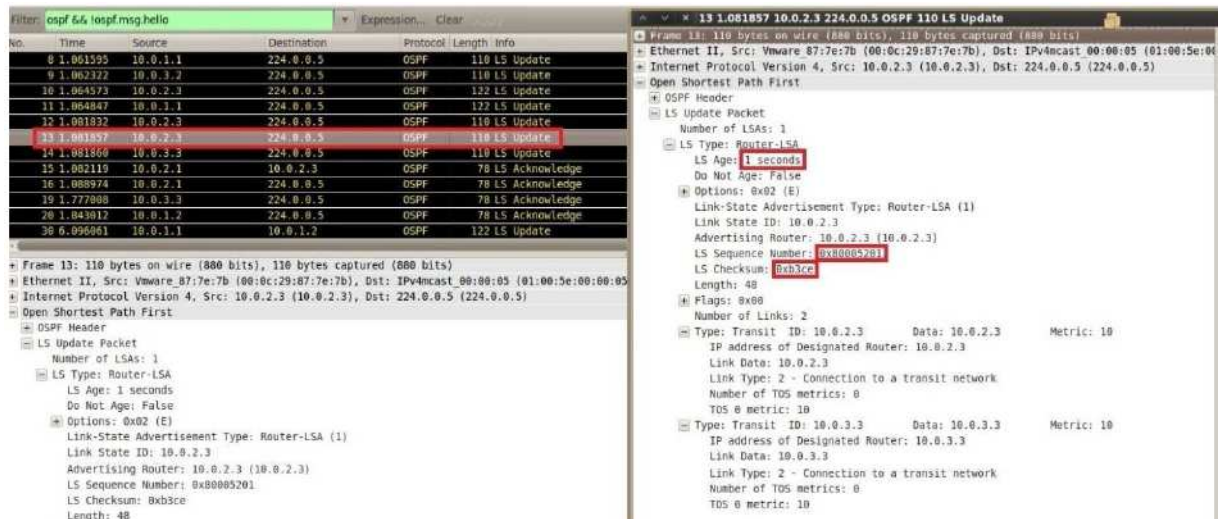 Filter: ospf && !ospf.msg.hello Expression... Clear
No. Time Source Destination Protocol Length Info
8 1.061595 10.0.1.1 224.0.0.5 OSPF 110 LS Update
9 1.062322 10.0.3.2 224.0.0.5 OSPF 110 LS Update
10 1.064573 10.0.2.3 224.0.0.5 OSPF 122 LS Update
11 1.064847 10.0.1.1 224.0.0.5 OSPF 122 LS Update
12 1.081832 10.0.2.3 224.0.0.5 OSPF 110 LS Update
13 1.081857 10.0.2.3 224.0.0.5 OSPF 110 LS Update
14 1.081860 10.0.3.3 224.0.0.5 OSPF 110 LS Update
15 1.082119 10.0.2.1 10.0.2.3 OSPF 78 LS Acknowledge
16 1.088974 10.0.2.1 224.0.0.5 OSPF 78 LS Acknowledge
19 1.777008 10.0.3.3 224.0.0.5 OSPF 78 LS Acknowledge
20 1.843012 10.0.1.2 224.0.0.5 OSPF 78 LS Acknowledge
30 6.096061 10.0.1.1 10.0.1.2 OSPF 122 LS Update
Frame 13: 110 bytes on wire (880 bits), 110 bytes captured (880 bits)
Ethernet II, Src: Vmware_87:7e:7b (00:0c:29:87:7e:7b), Dst: IPv4mcast_00:00:05 (01:00:5e:00:00:05
Internet Protocol Version 4, Src: 10.0.2.3 (10.0.2.3), Dst: 224.0.0.5 (224.0.0.5)
Open Shortest Path First
OSPF Header
LS Update Packet
Number of LSAs: 1
LS Type: Router-LSA
LS Age: 1 seconds
Do Not Age: False
Options: 0x02 (E)
Link-State Advertisement Type: Router-LSA (1)
Link State ID: 10.0.2.3
Advertising Router: 10.0.2.3 (10.0.2.3)
LS Sequence Number: 0x80005201
LS Checksum: 0xb3ce
Length: 48
13 1.081857 10.0.2.3 224.0.0.5 OSPF 110 LS Update
Frame 13: 110 bytes on wire (880 bits), 110 bytes captured (880 bits)
Ethernet II, Src: Vmware_87:7e:7b (00:0c:29:87:7e:7b), Dst: IPv4mcast_00:00:05 (01:00:5e:00
Internet Protocol Version 4, Src: 10.0.2.3 (10.0.2.3), Dst: 224.0.0.5 (224.0.0.5)
Open Shortest Path First
OSPF Header
LS Update Packet
Number of LSAs: 1
LS Type: Router-LSA
LS Age: 1 seconds
Do Not Age: False
Options: 0x02 (E)
Link-State Advertisement Type: Router-LSA (1)
Link State ID: 10.0.2.3
Advertising Router: 10.0.2.3 (10.0.2.3)
LS Sequence Number: 0x80005201
LS Checksum: 0xb3ce
Length: 48
Flags: 0x00
Number of Links: 2
Type: Transit ID: 10.0.2.3 Data: 10.0.2.3 Metric: 10
IP address of Designated Router: 10.0.2.3
Link Data: 10.0.2.3
Link Type: 2 - Connection to a transit network
Number of TOS metrics: 0
TOS 0 metric: 10
Type: Transit ID: 10.0.3.3 Data: 10.0.3.3 Metric: 10
IP address of Designated Router: 10.0.3.3
Link Data: 10.0.3.3
Link Type: 2 - Connection to a transit network
Number of TOS metrics: 0
TOS 0 metric: 10